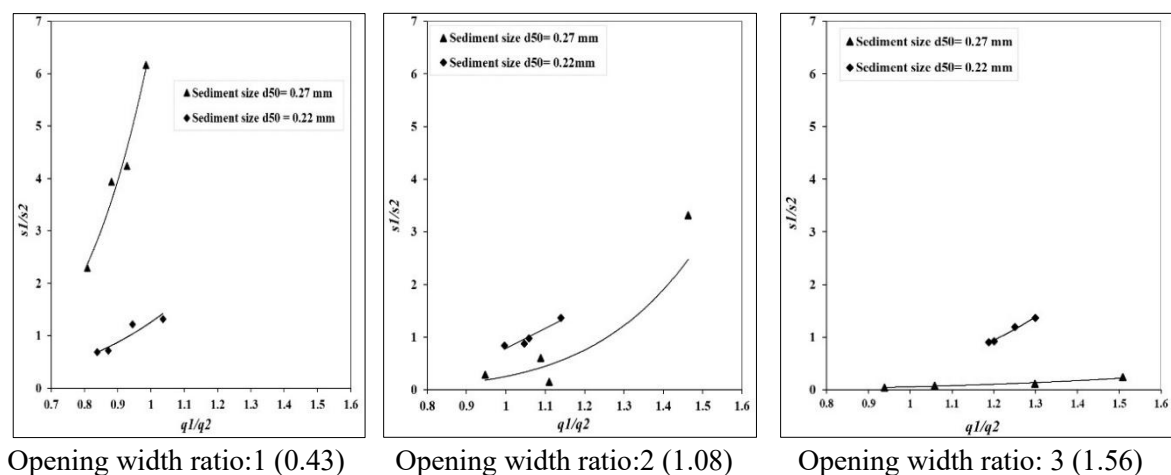 7
6
5
4
3
2
1
0
s1/s2
▲ Sediment size d50= 0.27 mm
◆ Sediment size d50 = 0.22 mm
0.7 0.8 0.9 1 1.1 1.2 1.3 1.4 1.5 1.6
q1/q2
Opening width ratio:1 (0.43)
7
6
5
4
3
2
1
0
s1/s2
▲ Sediment size d50= 0.27 mm
◆ Sediment size d50= 0.22mm
0.8 0.9 1 1.1 1.2 1.3 1.4 1.5 1.6
q1/q2
Opening width ratio:2 (1.08)
7
6
5
4
3
2
1
0
s1/s2
▲ Sediment size d50= 0.27 mm
◆ Sediment size d50= 0.22 mm
0.8 0.9 1 1.1 1.2 1.3 1.4 1.5 1.6
q1/q2
Opening width ratio: 3 (1.56)